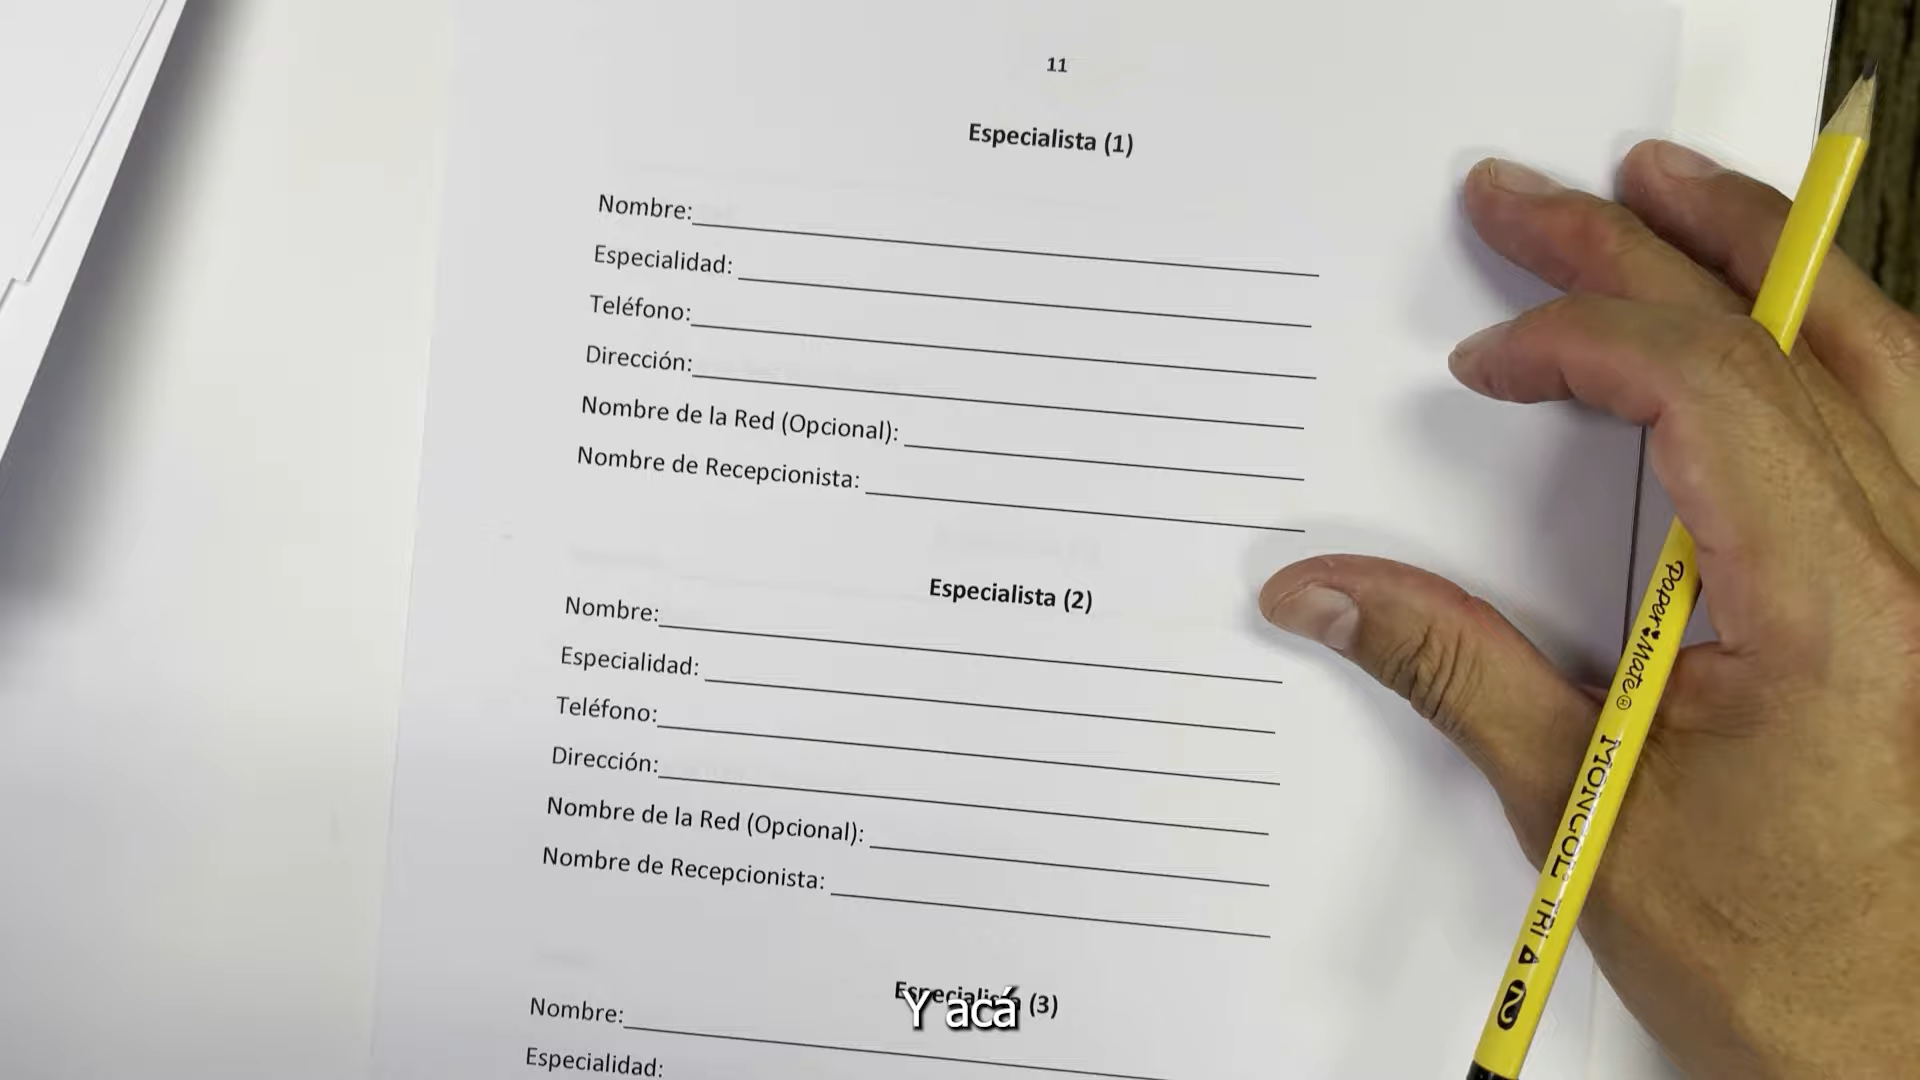 11
Especialista (1)
Nombre:
Especialidad:
Teléfono:
Dirección:
Nombre de la Red (Opcional):
Nombre de Recepcionista:
Especialista (2)
Nombre:
Especialidad:
Teléfono:
Dirección:
Nombre de la Red (Opcional):
Nombre de Recepcionista:
Especialista (3)
Y acá
Nombre:
Especialidad:
Paper Mate® MONGOL TRI 2